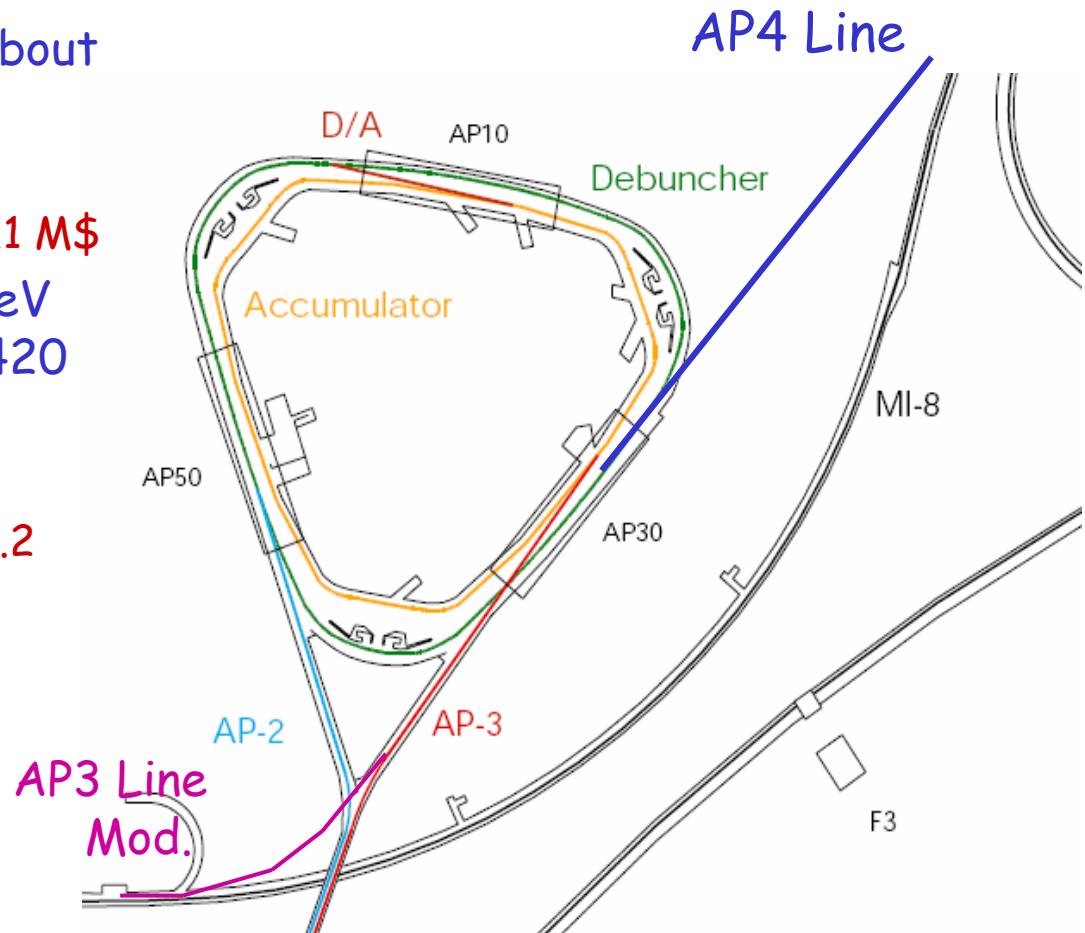 bout
AP4 Line
D/A
AP10
Debuncher
1 M$
eV
Accumulator
420
MI-8
AP50
AP30
.2
AP-2
AP-3
AP3 Line
Mod.
F3